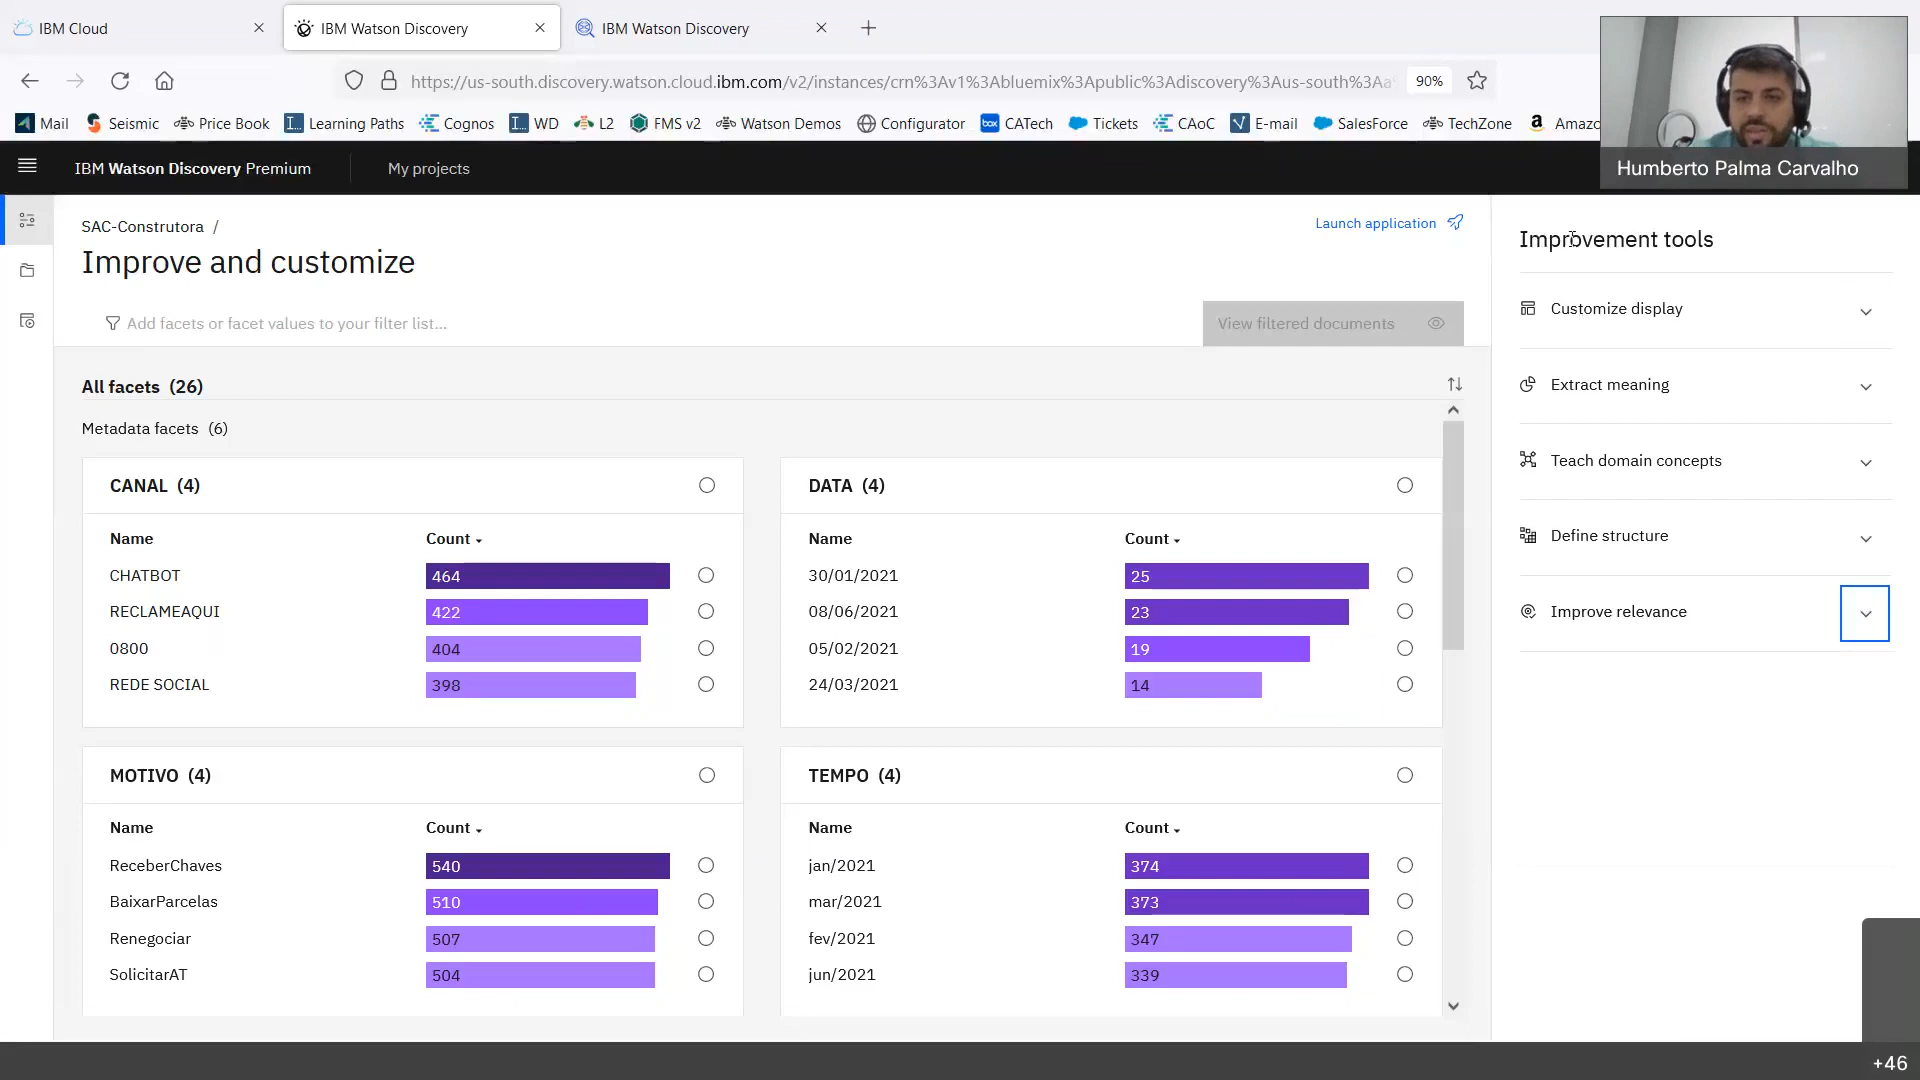 IBM Cloud
IBM Watson Discovery
IBM Watson Discovery
https://us-south.discovery.watson.cloud.ibm.com/v2/instances/crn%3Av1%3Abluemix%3Apublic%3Adiscovery%3Aus-south%3Aa
90%
Mail Seismic Price Book Learning Paths Cognos WD L2 FMS v2 Watson Demos Configurator CATech Tickets CAoC E-mail SalesForce TechZone Amazo
Humberto Palma Carvalho
IBM Watson Discovery Premium
My projects
SAC-Construtora /
Launch application
Improve and customize
Add facets or facet values to your filter list...
View filtered documents
All facets (26)
Metadata facets (6)
CANAL (4)
Name Count
CHATBOT 464
RECLAMEAQUI 422
0800 404
REDE SOCIAL 398
DATA (4)
Name Count
30/01/2021 25
08/06/2021 23
05/02/2021 19
24/03/2021 14
MOTIVO (4)
Name Count
ReceberChaves 540
BaixarParcelas 510
Renegociar 507
SolicitarAT 504
TEMPO (4)
Name Count
jan/2021 374
mar/2021 373
fev/2021 347
jun/2021 339
Improvement tools
Customize display
Extract meaning
Teach domain concepts
Define structure
Improve relevance
+46